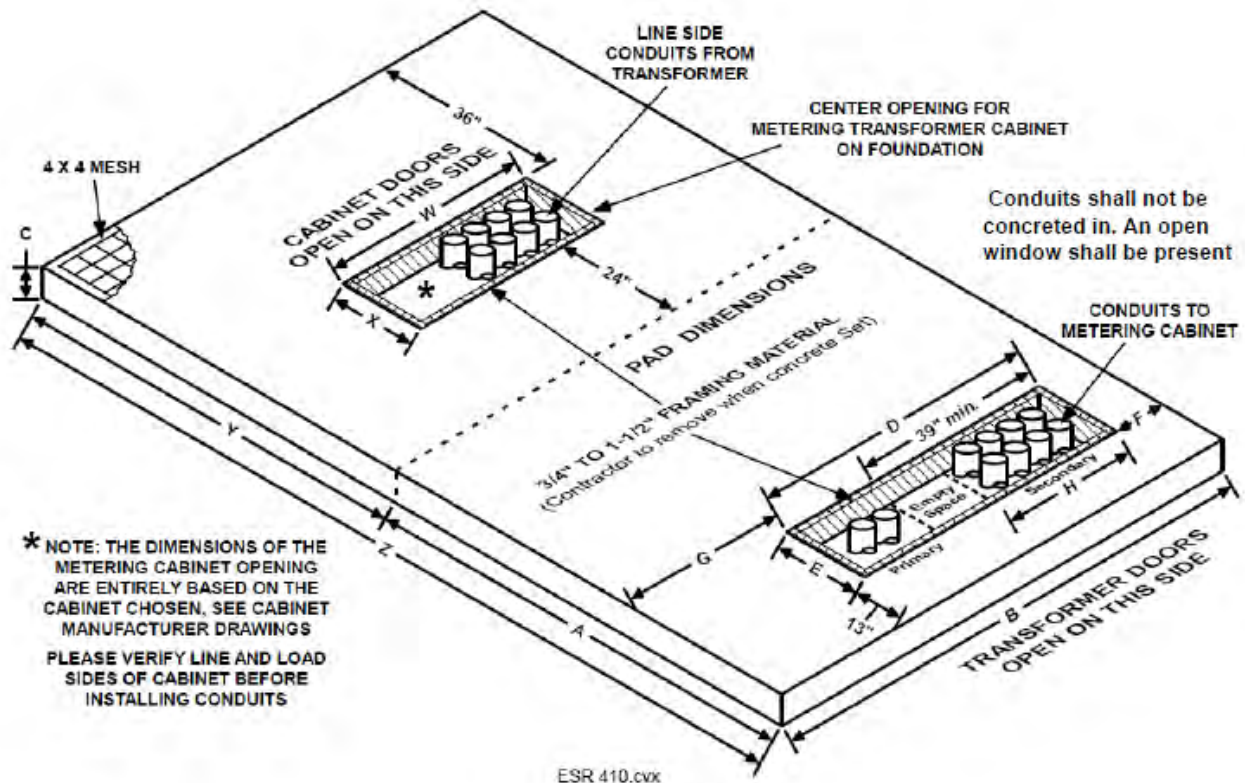 LINE SIDE
CONDUITS FROM
TRANSFORMER
CENTER OPENING FOR
METERING TRANSFORMER CABINET
ON FOUNDATION
36"
4 X 4 MESH
CABINET DOORS
OPEN ON THIS SIDE
W
Conduits shall not be
concreted in. An open
window shall be present
C
24"
*
X
PAD DIMENSIONS
CONDUITS TO
METERING CABINET
3/4" TO 1-1/2" FRAMING MATERIAL
(Contractor to remove when concrete Set)
D
39" min.
F
Y
Z
A
G
E
13"
Primary
Empty
Space
Secondary
H
B
TRANSFORMER DOORS
OPEN ON THIS SIDE
* NOTE: THE DIMENSIONS OF THE
METERING CABINET OPENING
ARE ENTIRELY BASED ON THE
CABINET CHOSEN, SEE CABINET
MANUFACTURER DRAWINGS
PLEASE VERIFY LINE AND LOAD
SIDES OF CABINET BEFORE
INSTALLING CONDUITS
ESR 410.cvx